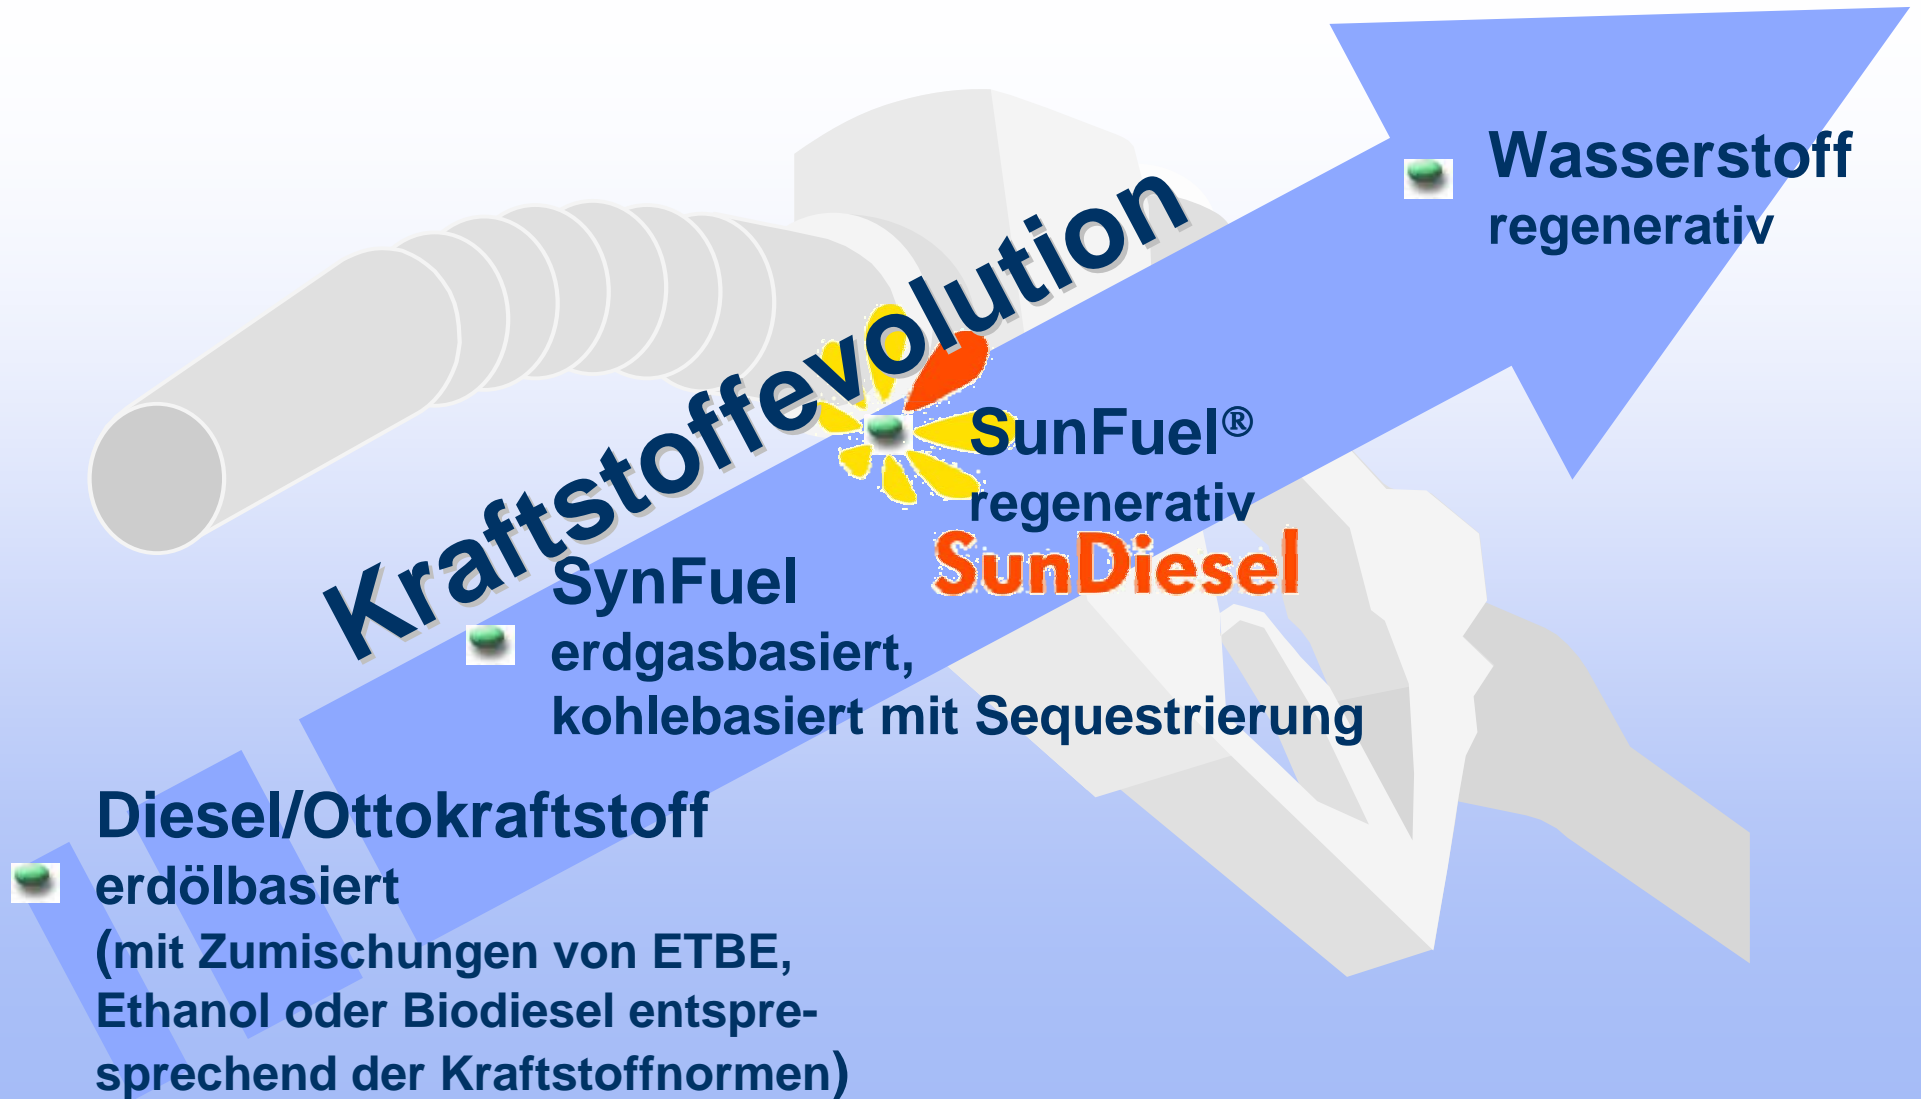 Kraftstoffevolution
Wasserstoff
regenerativ
SunFuel®
regenerativ
SunDiesel
SynFuel
erdgasbasiert,
kohlebasiert mit Sequestrierung
Diesel/Ottokraftstoff
erdölbasiert
(mit Zumischungen von ETBE,
Ethanol oder Biodiesel entspre-
sprechend der Kraftstoffnormen)